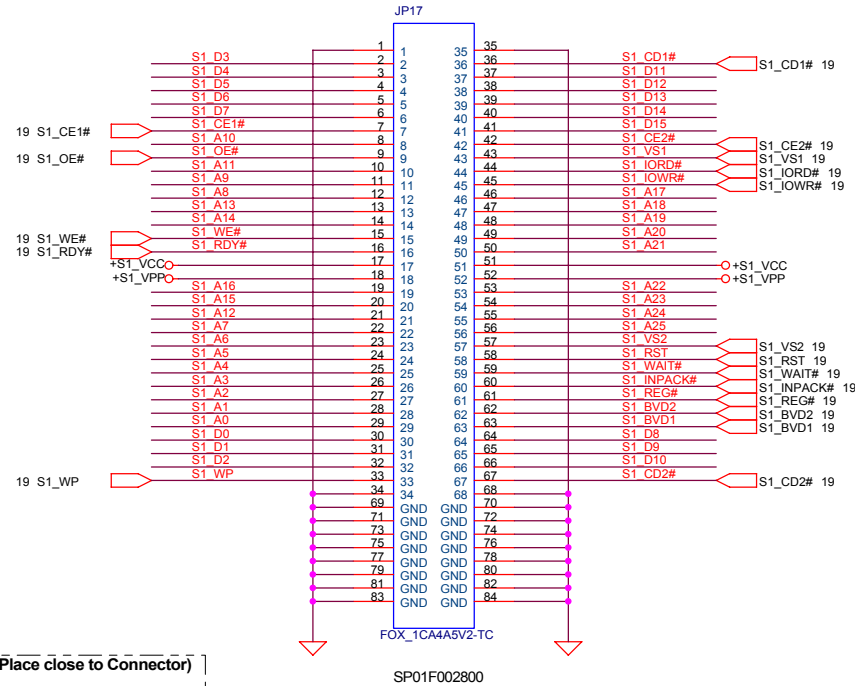 JP17
1 1 35 35
S1_D3 2 2 36 36 S1_CD1# S1_CD1# 19
S1_D4 3 3 37 37 S1_D11
S1_D5 4 4 38 38 S1_D12
S1_D6 5 5 39 39 S1_D13
S1_D7 6 6 40 40 S1_D14
19 S1_CE1# S1_CE1# 7 7 41 41 S1_D15
S1_A10 8 8 42 42 S1_CE2# S1_CE2# 19
19 S1_OE# S1_OE# 9 9 43 43 S1_VS1 S1_VS1 19
S1_A11 10 10 44 44 S1_IORD# S1_IORD# 19
S1_A9 11 11 45 45 S1_IOWR# S1_IOWR# 19
S1_A8 12 12 46 46 S1_A17
S1_A13 13 13 47 47 S1_A18
S1_A14 14 14 48 48 S1_A19
19 S1_WE# S1_WE# 15 15 49 49 S1_A20
19 S1_RDY# S1_RDY# 16 16 50 50 S1_A21
+S1_VCC 17 17 51 51 +S1_VCC
+S1_VPP 18 18 52 52 +S1_VPP
S1_A16 19 19 53 53 S1_A22
S1_A15 20 20 54 54 S1_A23
S1_A12 21 21 55 55 S1_A24
S1_A7 22 22 56 56 S1_A25
S1_A6 23 23 57 57 S1_VS2 S1_VS2 19
S1_A5 24 24 58 58 S1_RST S1_RST 19
S1_A4 25 25 59 59 S1_WAIT# S1_WAIT# 19
S1_A3 26 26 60 60 S1_INPACK# S1_INPACK# 19
S1_A2 27 27 61 61 S1_REG# S1_REG# 19
S1_A1 28 28 62 62 S1_BVD2 S1_BVD2 19
S1_A0 29 29 63 63 S1_BVD1 S1_BVD1 19
S1_D0 30 30 64 64 S1_D8
S1_D1 31 31 65 65 S1_D9
S1_D2 32 32 66 66 S1_D10
19 S1_WP S1_WP 33 33 67 67 S1_CD2# S1_CD2# 19
34 34 68 68
69 GND GND 70
71 GND GND 72
73 GND GND 74
75 GND GND 76
77 GND GND 78
79 GND GND 80
81 GND GND 82
83 GND GND 84
FOX_1CA4A5V2-TC
Place close to Connector)
SP01F002800